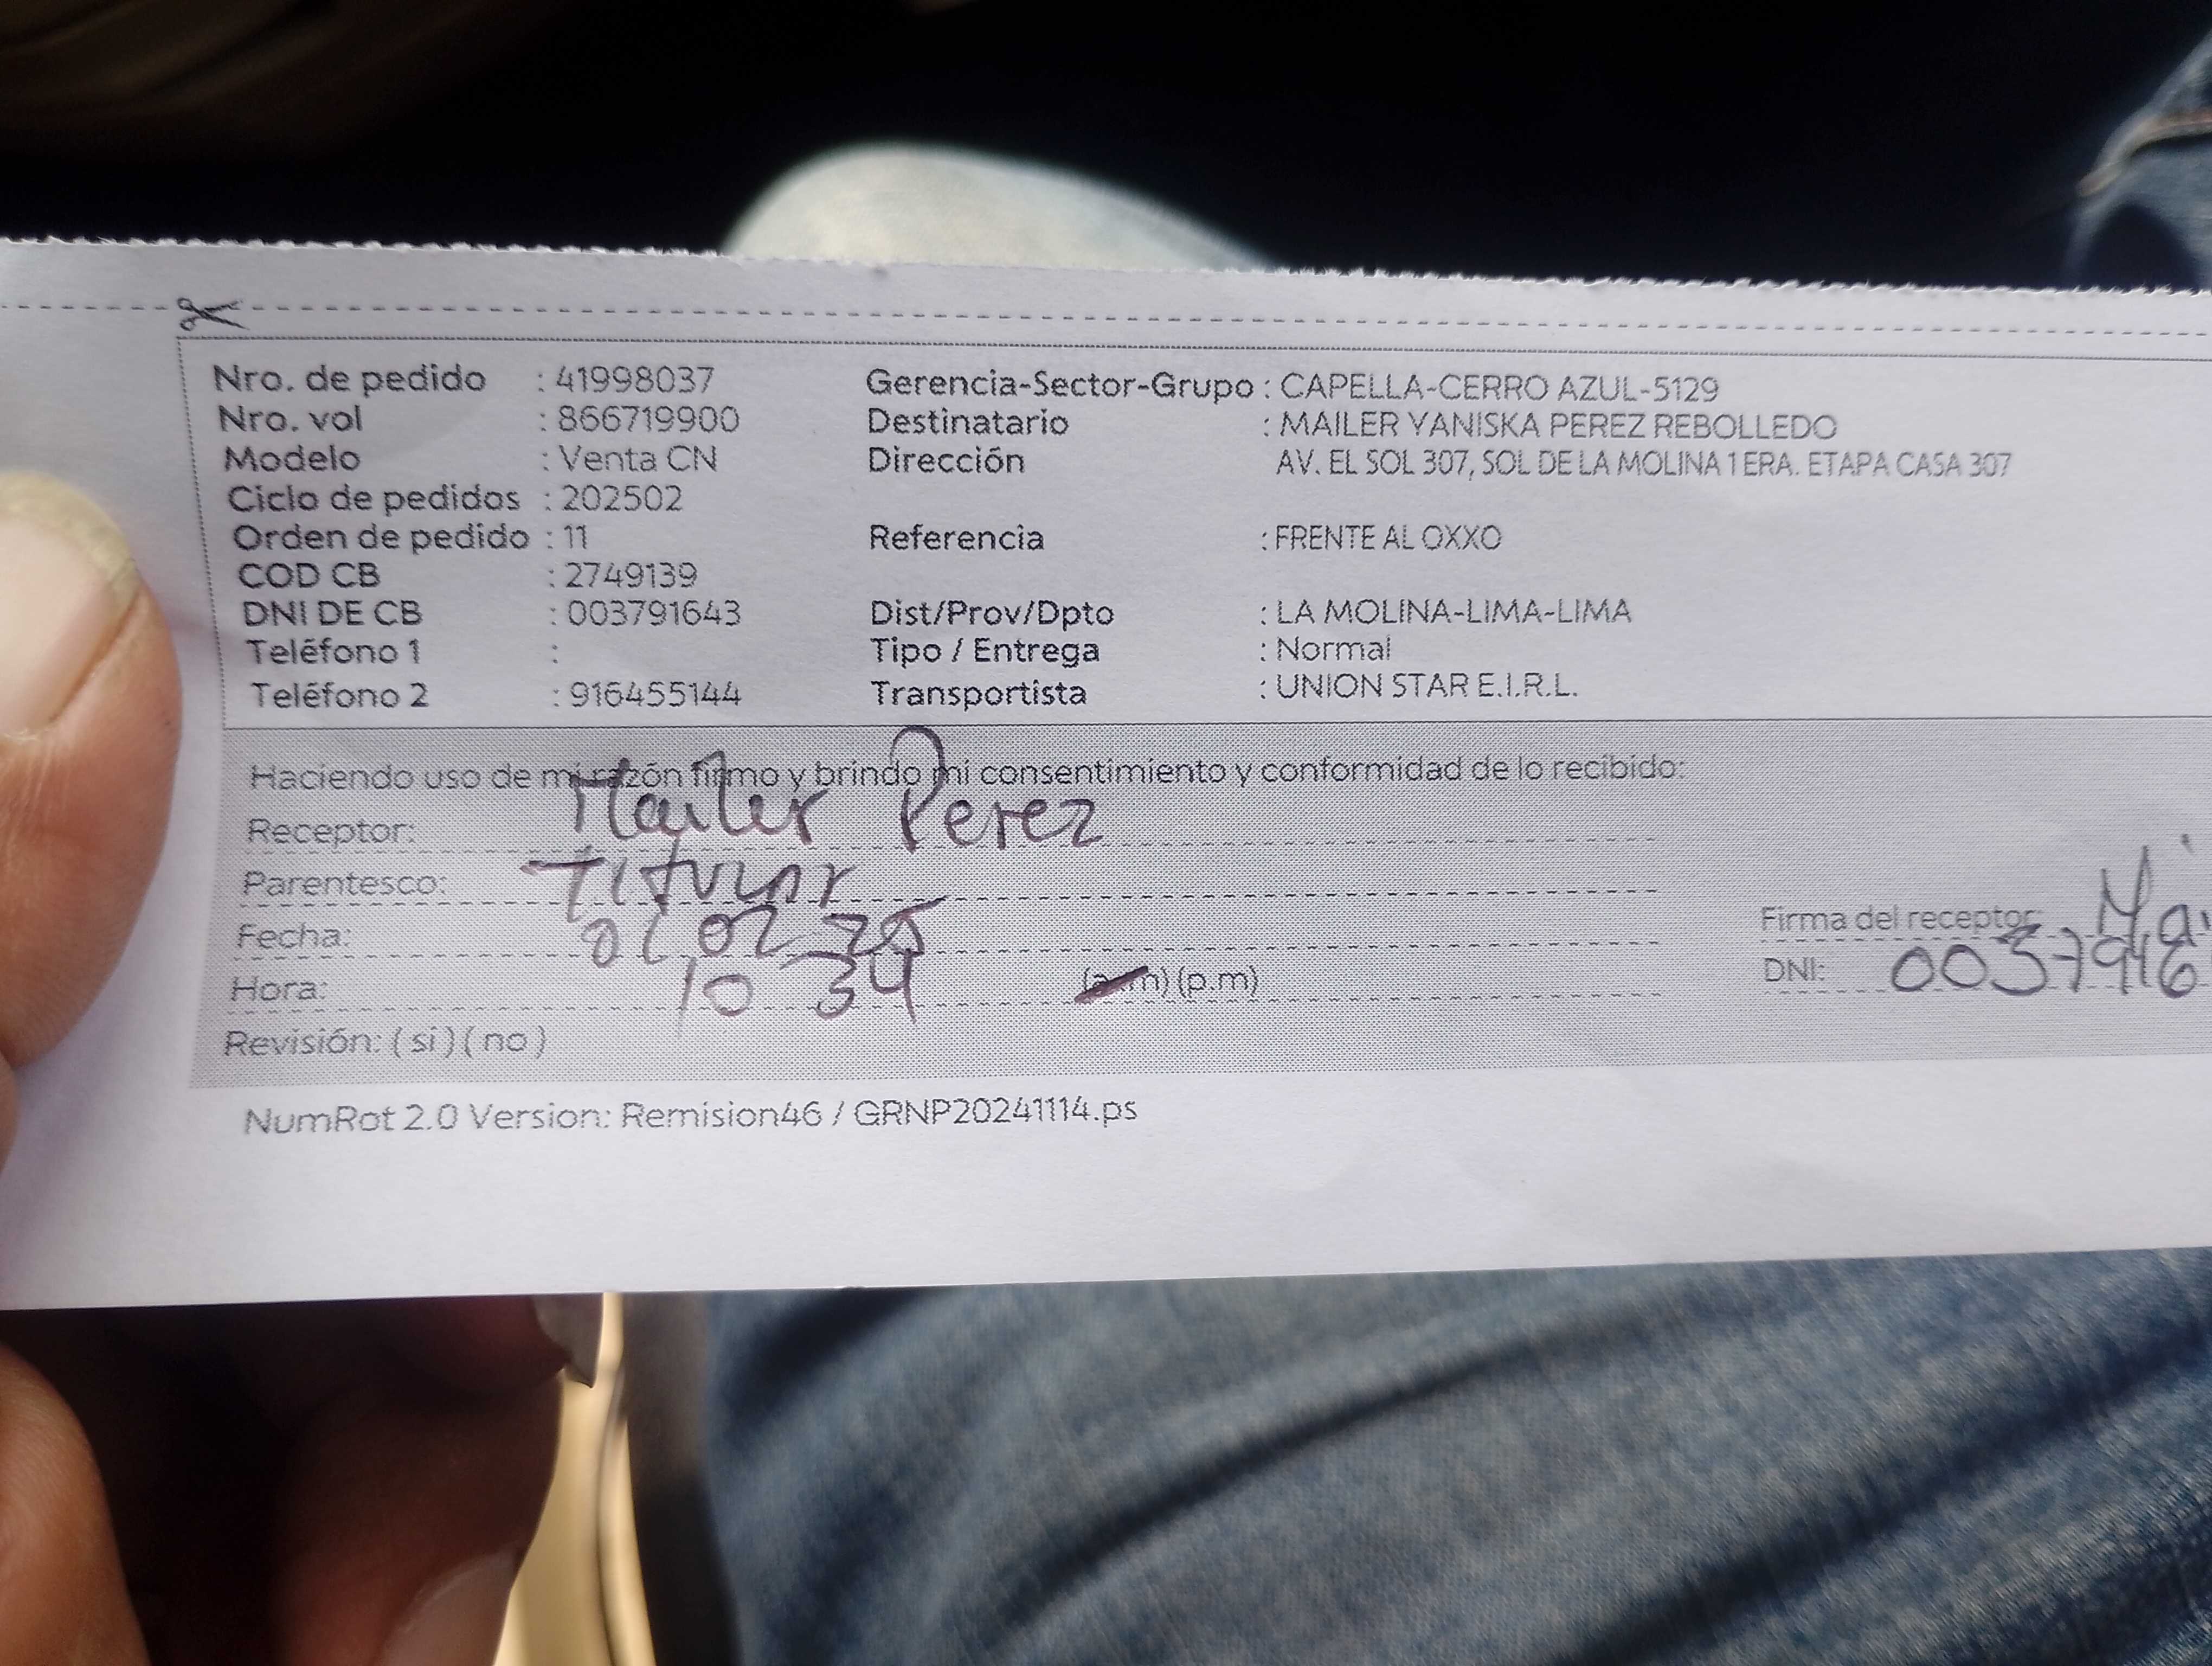 Nro. de pedido : 41998037 Gerencia-Sector-Grupo : CAPELLA-CERRO AZUL-5129
Nro. vol : 866719900 Destinatario : MAILER YANISKA PEREZ REBOLLEDO
Modelo : Venta CN Dirección AV. EL SOL 307, SOL DE LA MOLINA 1 ERA. ETAPA CASA 307
Ciclo de pedidos : 202502
Orden de pedido : 11 Referencia : FRENTE AL OXXO
COD CB : 2749139
DNI DE CB : 003791643 Dist/Prov/Dpto : LA MOLINA-LIMA-LIMA
Teléfono 1 : Tipo / Entrega : Normal
Teléfono 2 : 916455144 Transportista : UNION STAR E.I.R.L.
Haciendo uso de mi razón firmo y brindo mi consentimiento y conformidad de lo recibido:
Receptor: Mailer Perez
Parentesco: Titular
Fecha: 01 02 25 Firma del receptor: Mai
Hora: 10 34 (a.m) (p.m) DNI: 0037916
Revisión: ( si ) ( no )
NumRot 2.0 Version: Remision46 / GRNP20241114.ps